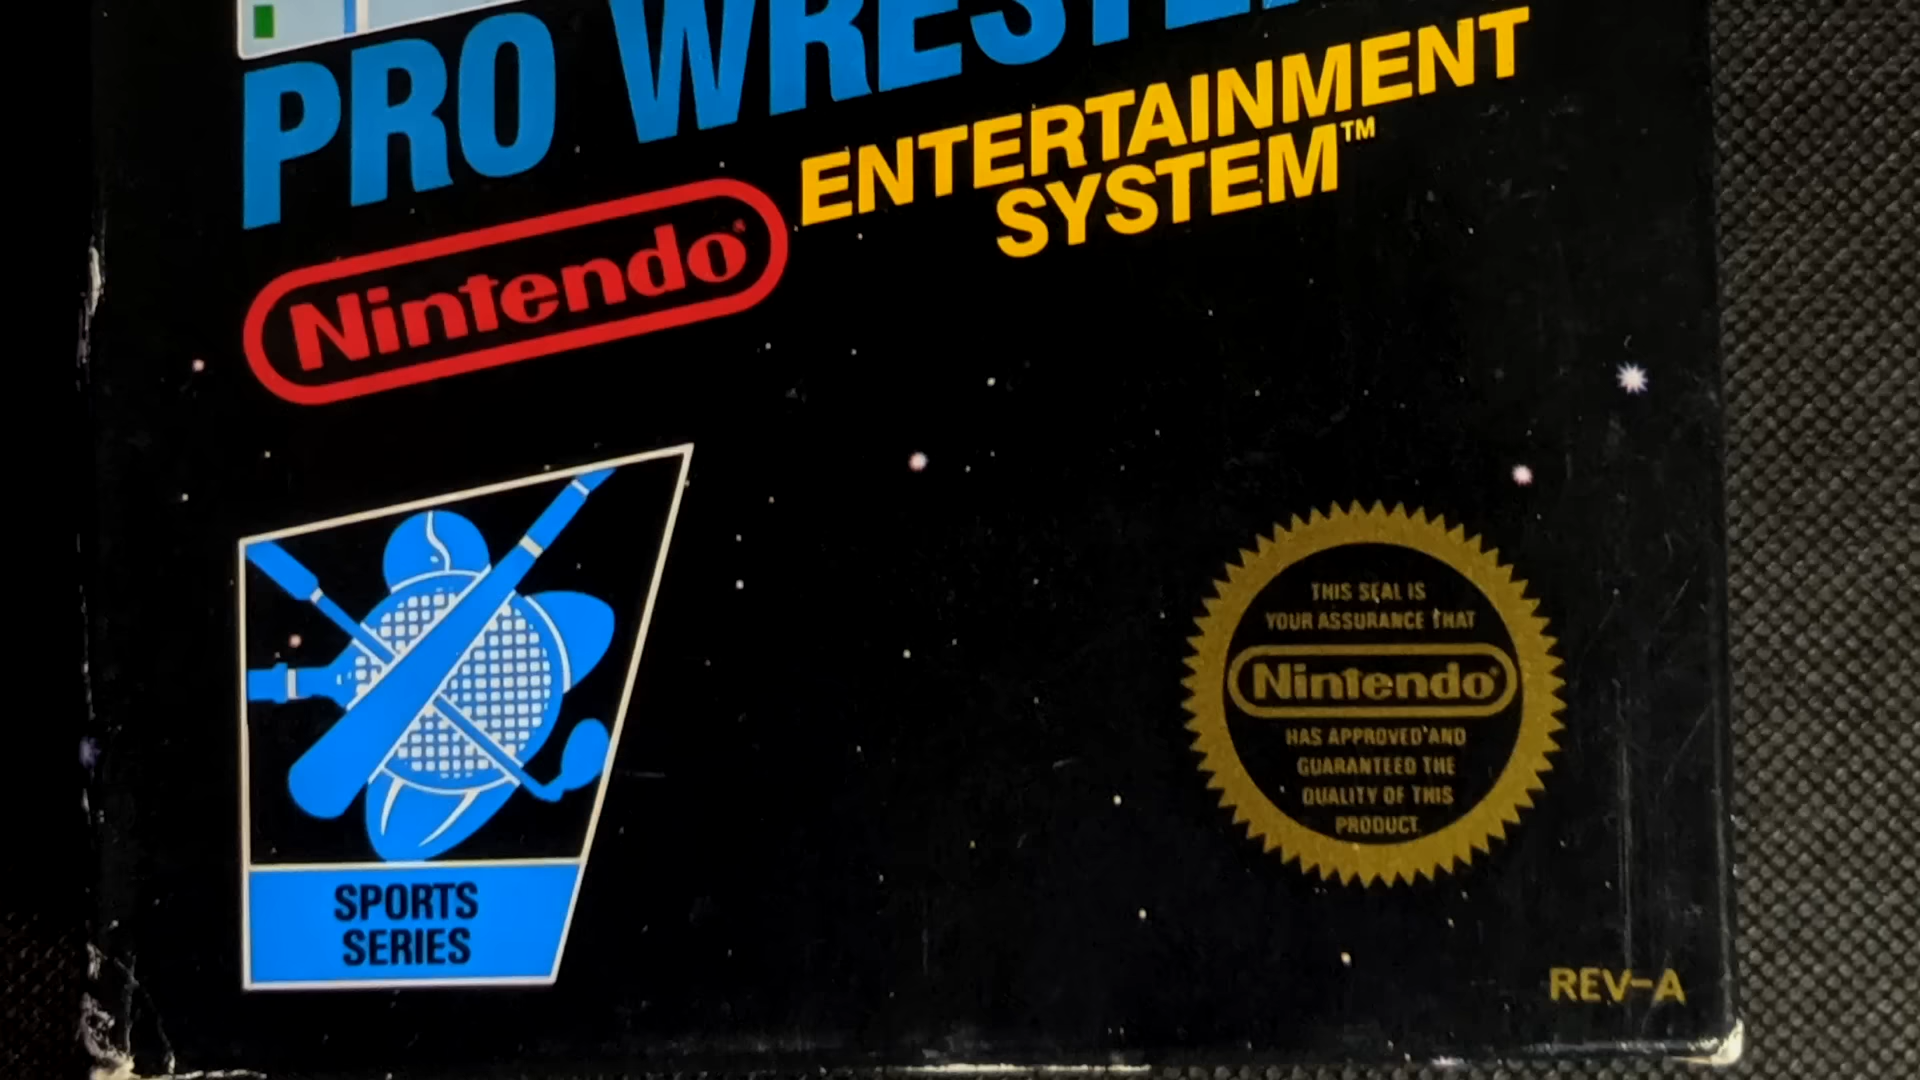 PRO WRESTL
ENTERTAINMENT
SYSTEM™
Nintendo®
SPORTS
SERIES
THIS SEAL IS
YOUR ASSURANCE THAT
Nintendo®
HAS APPROVED AND
GUARANTEED THE
QUALITY OF THIS
PRODUCT.
REV-A